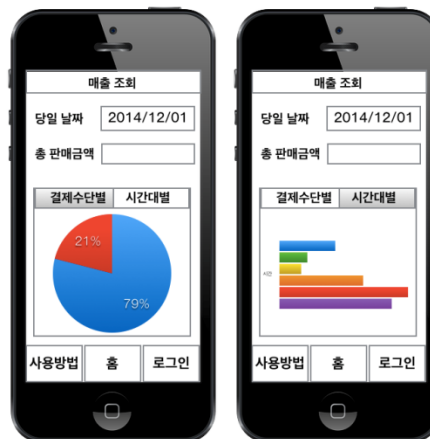 매출 조회
당일 날짜 2014/12/01
총 판매금액
결제수단별 시간대별
21%
79%
사용방법 홈 로그인
매출 조회
당일 날짜 2014/12/01
총 판매금액
결제수단별 시간대별
시간
사용방법 홈 로그인